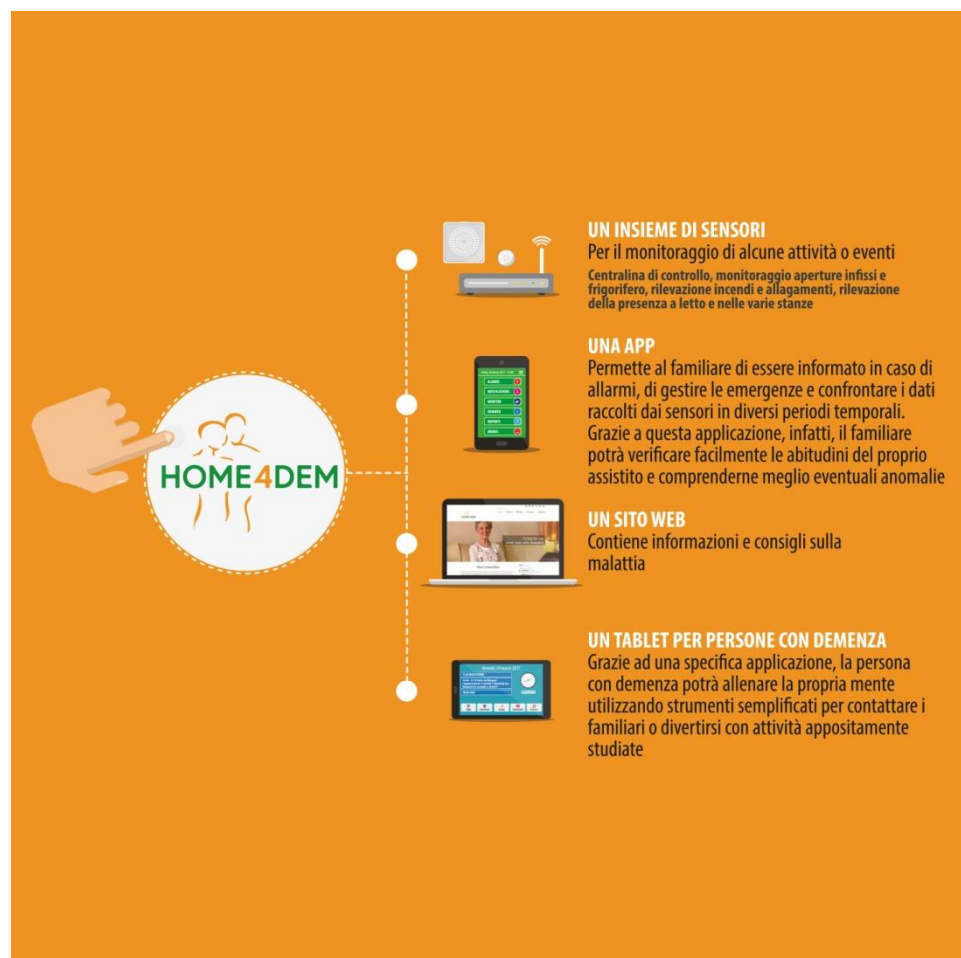 UN INSIEME DI SENSORI
Per il monitoraggio di alcune attività o eventi
Centralina di controllo, monitoraggio aperture infissi e
frigorifero, rilevazione incendi e allagamenti, rilevazione
della presenza a letto e nelle varie stanze
UNA APP
Permette al familiare di essere informato in caso di
allarmi, di gestire le emergenze e confrontare i dati
raccolti dai sensori in diversi periodi temporali.
Grazie a questa applicazione, infatti, il familiare
potrà verificare facilmente le abitudini del proprio
assistito e comprenderne meglio eventuali anomalie
HOME4DEM
UN SITO WEB
Contiene informazioni e consigli sulla
malattia
UN TABLET PER PERSONE CON DEMENZA
Grazie ad una specifica applicazione, la persona
con demenza potrà allenare la propria mente
utilizzando strumenti semplificati per contattare i
familiari o divertirsi con attività appositamente
studiate